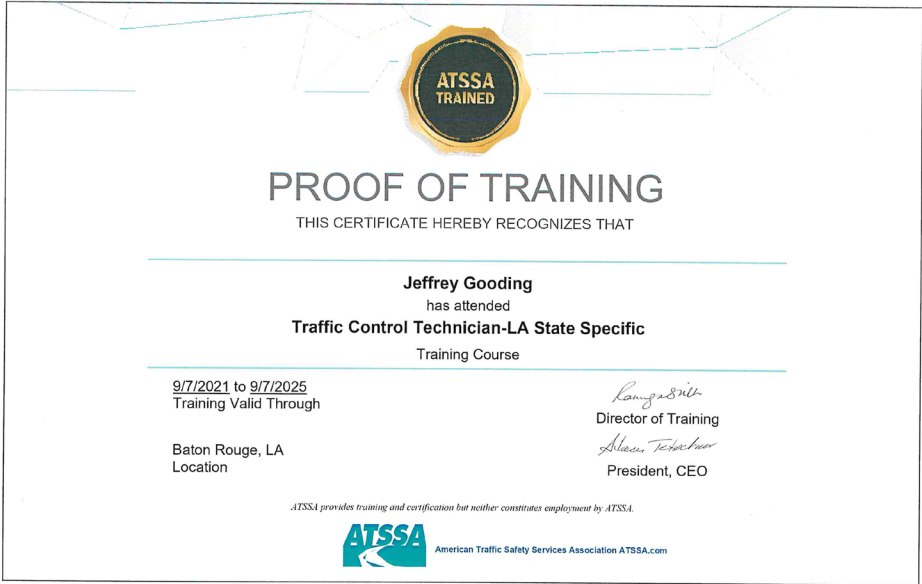 ATSSA
TRAINED
PROOF OF TRAINING
THIS CERTIFICATE HEREBY RECOGNIZES THAT
Jeffrey Gooding
has attended
Traffic Control Technician-LA State Specific
Training Course
9/7/2021 to 9/7/2025
Training Valid Through
Director of Training
Baton Rouge, LA
Location
President, CEO
ATSSA provides training and certification but neither constitutes employment by ATSSA.
ATSSA
American Traffic Safety Services Association ATSSA.com